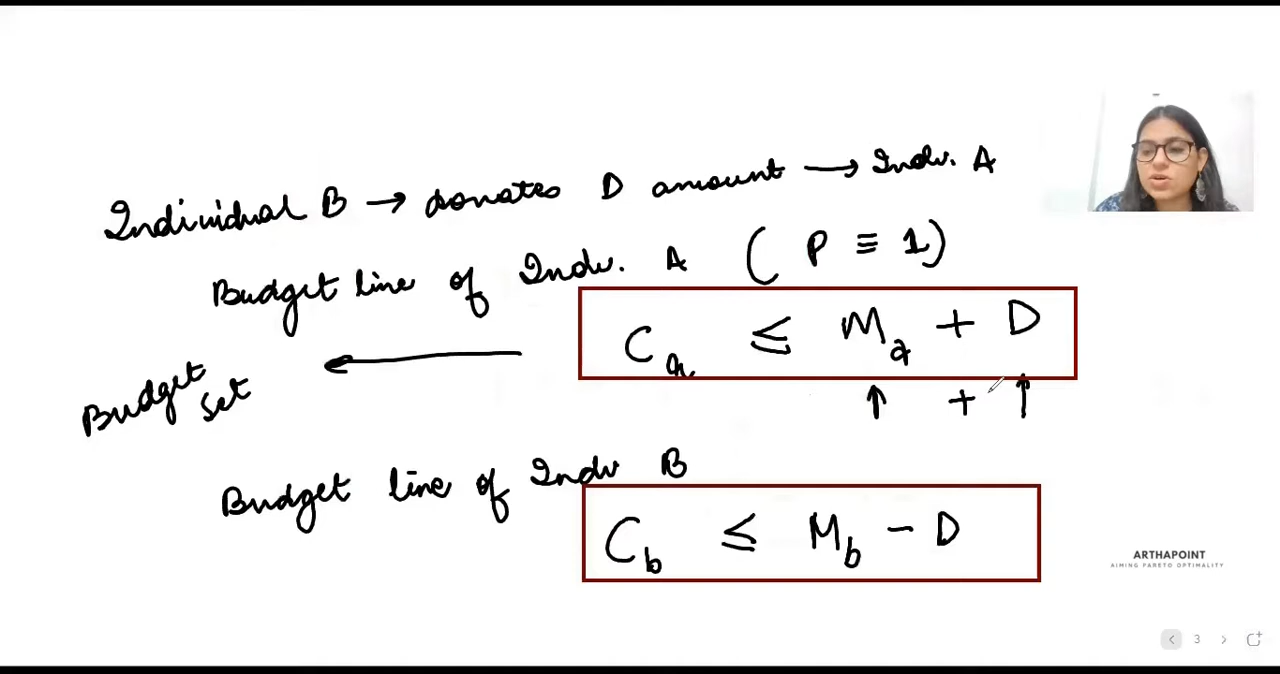 Individual B → donates D amount → Indv. A
Budget line of Indv. A ( P ≡ 1 )
C_a ≤ M_a + D
↑ + ↑
Budget Set ←
Budget line of Indv B
C_b ≤ M_b − D
ARTHAPOINT
AIMING PARETO OPTIMALITY
3